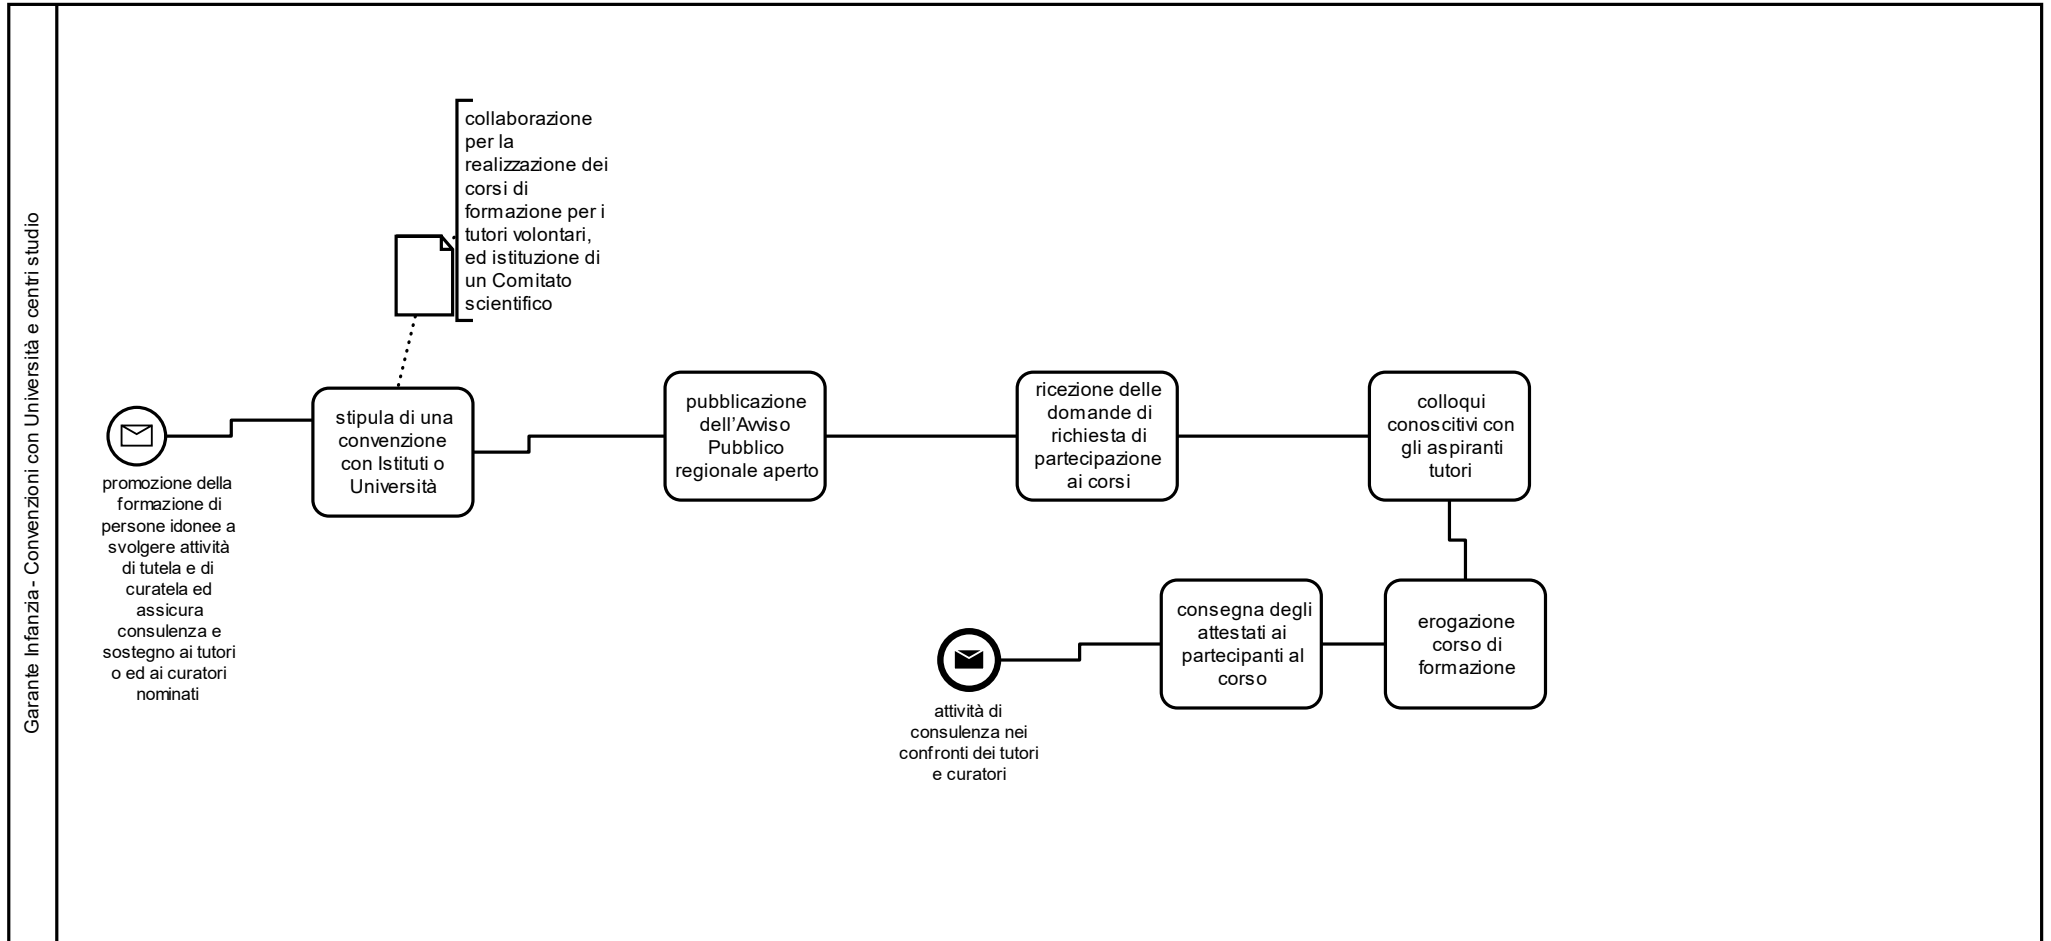 Garante Infanzia - Convenzioni con Università e centri studio
collaborazione
per la
realizzazione dei
corsi di
formazione per i
tutori volontari,
ed istituzione di
un Comitato
scientifico
promozione della
formazione di
persone idonee a
svolgere attività
di tutela e di
curatela ed
assicura
consulenza e
sostegno ai tutori
o ed ai curatori
nominati
stipula di una
convenzione
con Istituti o
Università
pubblicazione
dell'Avviso
Pubblico
regionale aperto
ricezione delle
domande di
richiesta di
partecipazione
ai corsi
colloqui
conoscitivi con
gli aspiranti
tutori
erogazione
corso di
formazione
consegna degli
attestati ai
partecipanti al
corso
attività di
consulenza nei
confronti dei tutori
e curatori